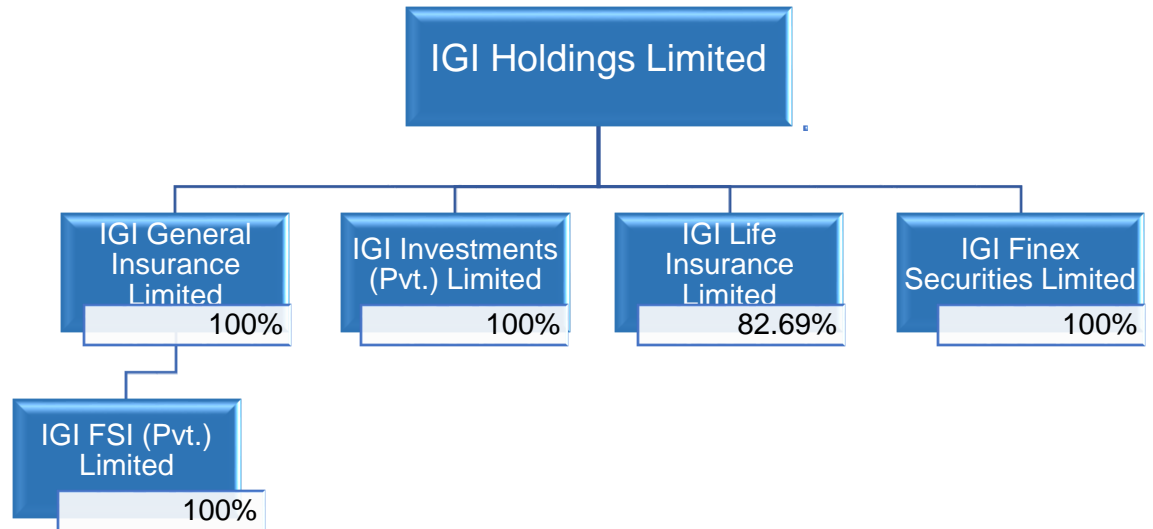 IGI Holdings Limited
IGI General
Insurance
Limited
100%
IGI Investments
(Pvt.) Limited
100%
IGI Life
Insurance
Limited
82.69%
IGI Finex
Securities Limited
100%
IGI FSI (Pvt.)
Limited
100%